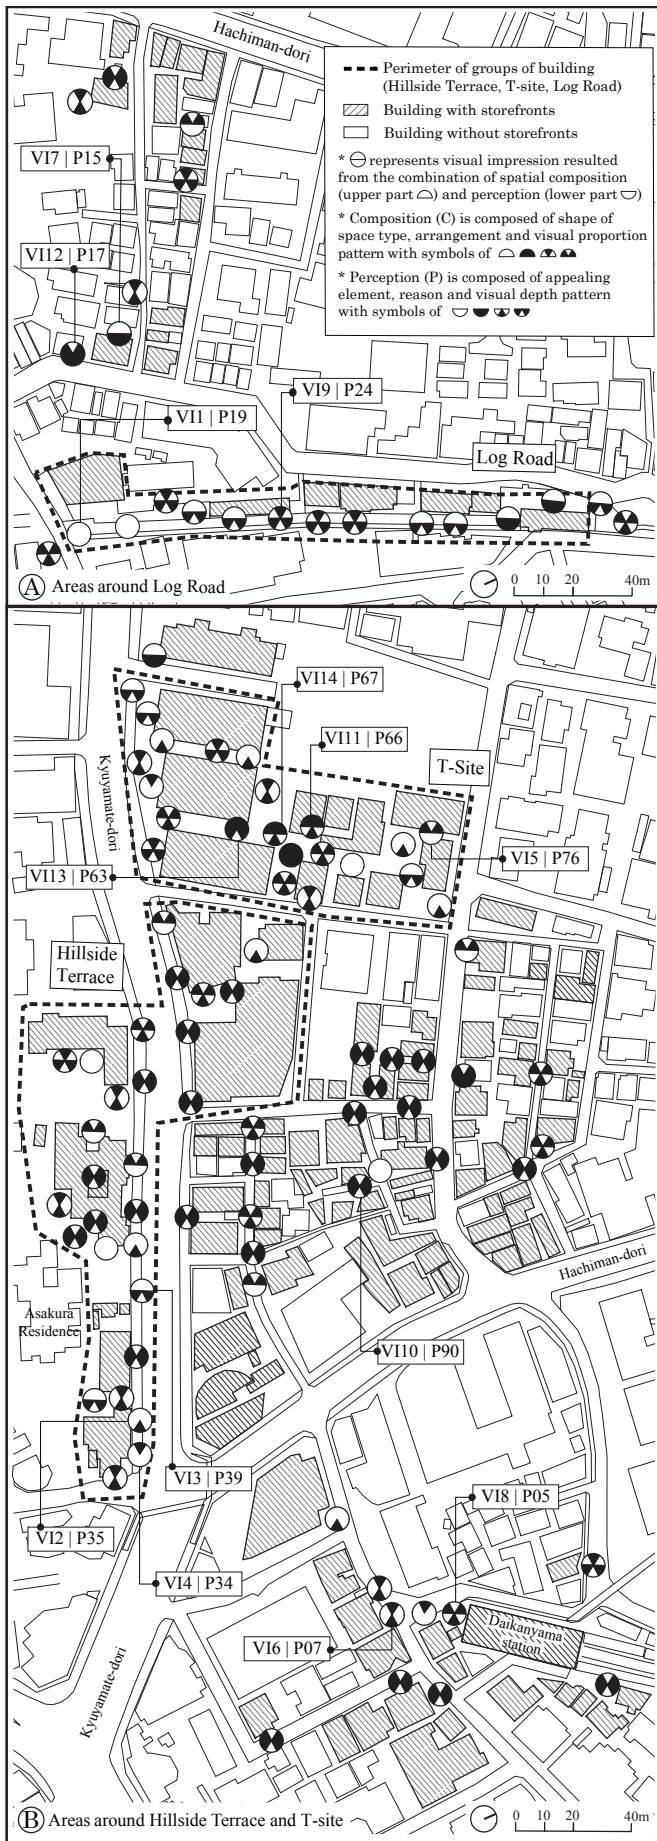 Hachiman-dori
Perimeter of groups of building
(Hillside Terrace, T-site, Log Road)
Building with storefronts
Building without storefronts
* represents visual impression resulted
from the combination of spatial composition
(upper part ) and perception (lower part )
* Composition (C) is composed of shape of
space type, arrangement and visual proportion
pattern with symbols of
* Perception (P) is composed of appealing
element, reason and visual depth pattern
with symbols of
VI7 | P15
VI12 | P17
VI9 | P24
VI1 | P19
Log Road
A Areas around Log Road
0 10 20 40m
VI14 | P67
VI11 | P66
T-Site
Kyuyamate-dori
VI5 | P76
VI13 | P63
Hillside
Terrace
Hachiman-dori
Asakura
Residence
VI10 | P90
VI3 | P39
VI8 | P05
VI2 | P35
VI4 | P34
Daikanyama
station
VI6 | P07
Kyuyamate-dori
B Areas around Hillside Terrace and T-site
0 10 20 40m